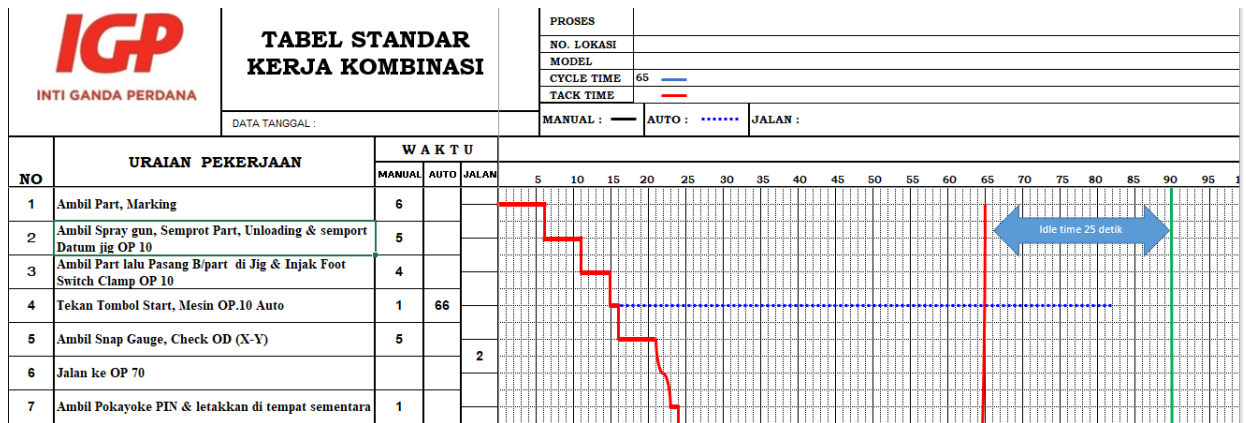 IGP
INTI GANDA PERDANA
TABEL STANDAR
KERJA KOMBINASI
DATA TANGGAL :
PROSES
NO. LOKASI
MODEL
CYCLE TIME 65
TACK TIME
MANUAL : AUTO : JALAN :
NO URAIAN PEKERJAAN WAKTU
MANUAL AUTO JALAN
5 10 15 20 25 30 35 40 45 50 55 60 65 70 75 80 85 90 95
1 Ambil Part, Marking 6
2 Ambil Spray gun, Semprot Part, Unloading & semport 5
Datum jig OP 10
3 Ambil Part lalu Pasang B/part di Jig & Injak Foot 4
Switch Clamp OP 10
4 Tekan Tombol Start, Mesin OP.10 Auto 1 66
5 Ambil Snap Gauge, Check OD (X-Y) 5
2
6 Jalan ke OP 70
7 Ambil Pokayoke PIN & letakkan di tempat sementara 1
Idle time 25 detik